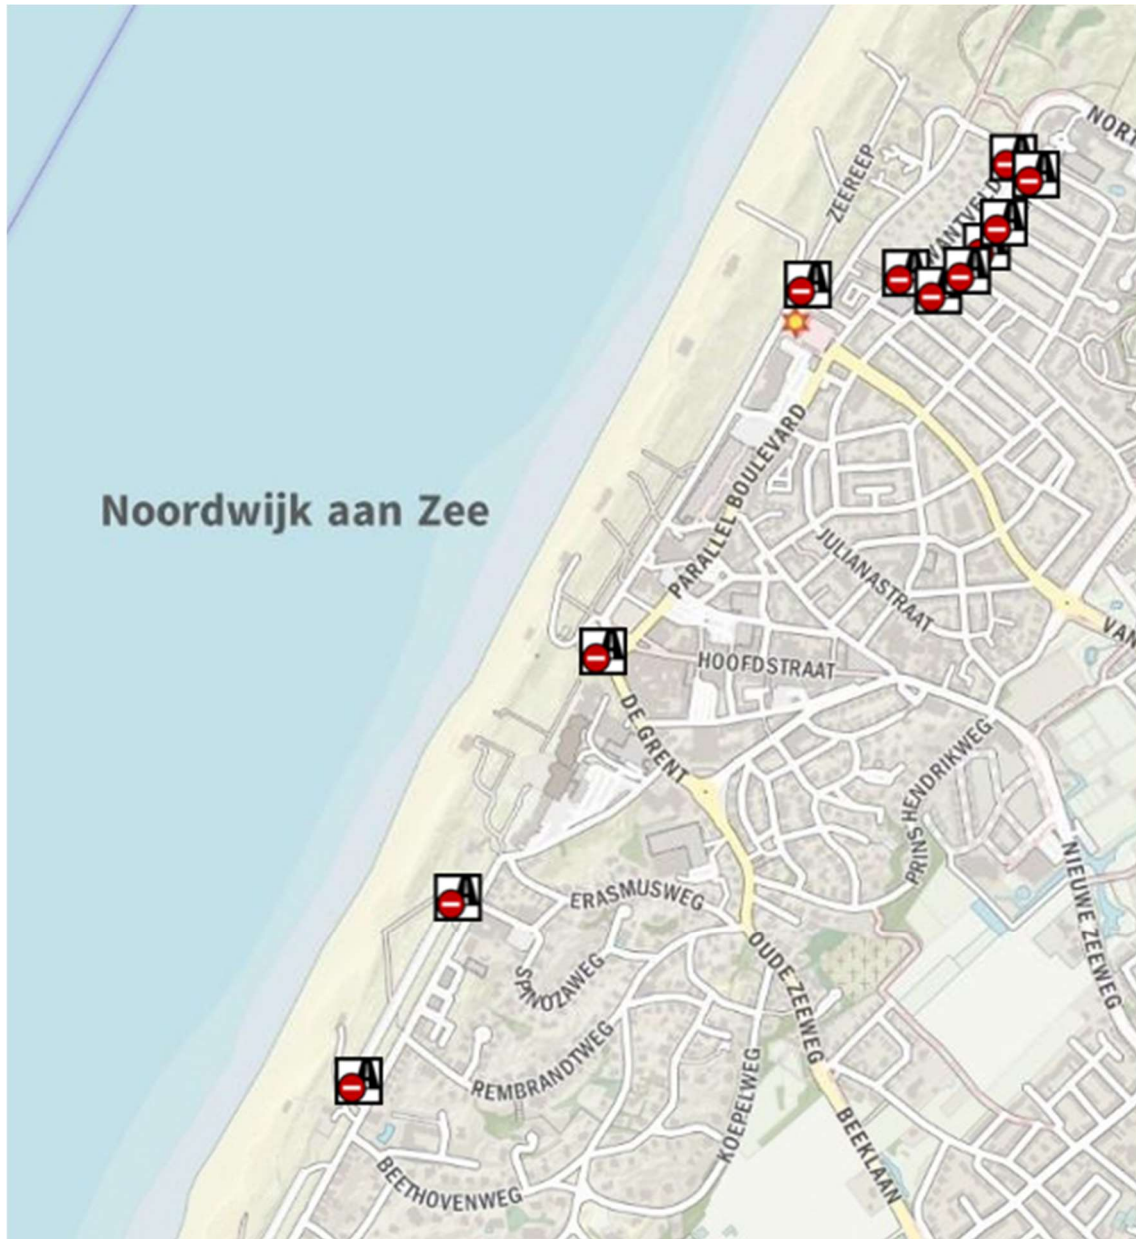 NORT
ZEEREEP
WANTVELD
PARALLEL BOULEVARD
Noordwijk aan Zee
JULIANASTRAAT
VAN
HOOFDSTRAAT
DE GRENT
PRINS HENDRIKWEG
NIEUWE ZEEWEG
ERASMUSWEG
SPINOZAWEG
OUDE ZEEWEG
REMBRANDTWEG
KOEPELWEG
BEEKLAAN
BEETHOVENWEG
A
A
A
A
A
A
A
A
A
A